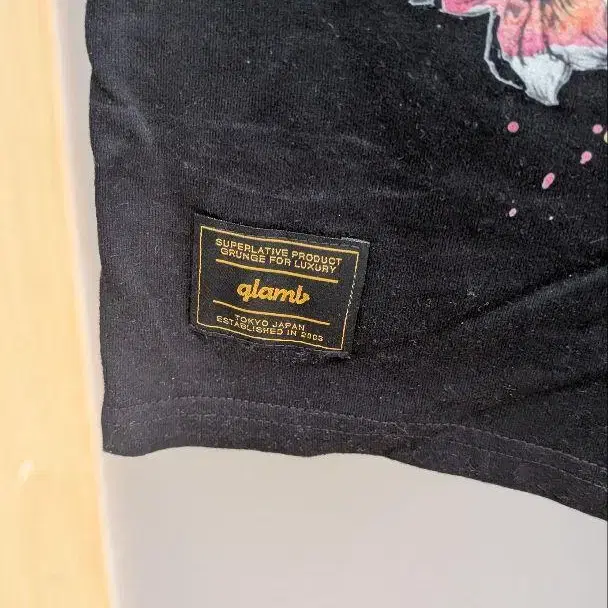 SUPERLATIVE PRODUCT
GRUNGE FOR LUXURY
glamb
TOKYO JAPAN
ESTABLISHED IN 2003